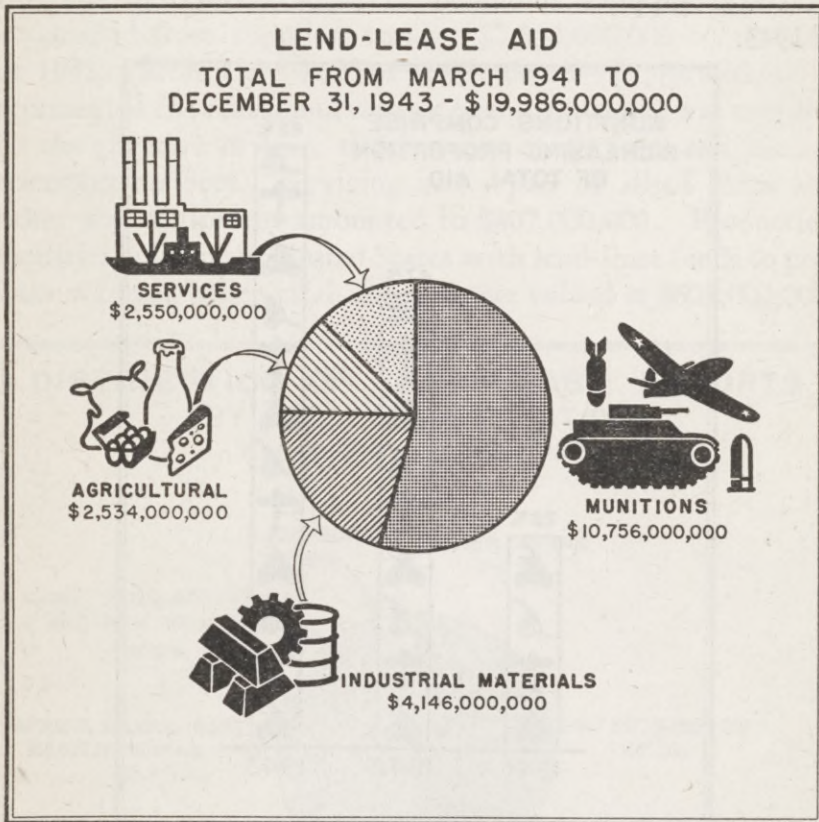 LEND-LEASE AID
TOTAL FROM MARCH 1941 TO
DECEMBER 31, 1943 - $19,986,000,000
SERVICES
$2,550,000,000
AGRICULTURAL
$2,534,000,000
MUNITIONS
$10,756,000,000
INDUSTRIAL MATERIALS
$4,146,000,000